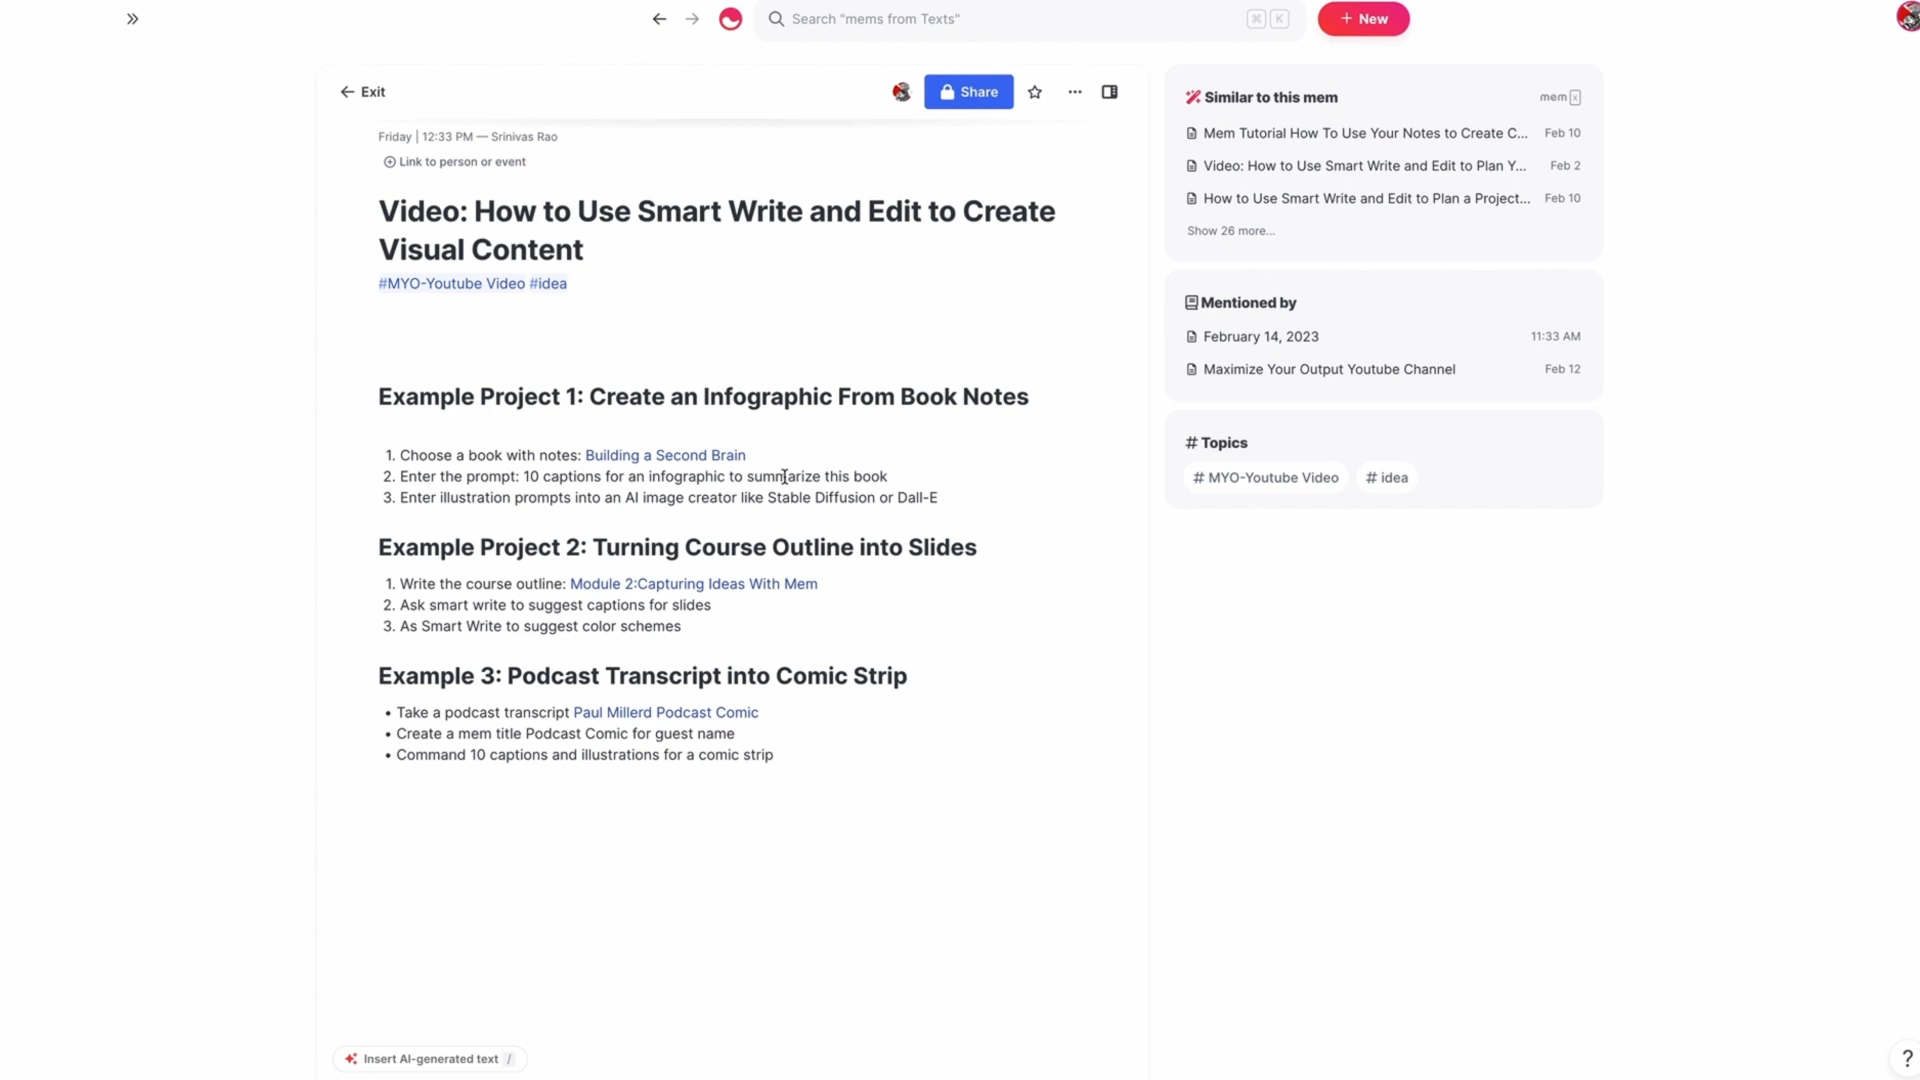 Search "mems from Texts"
⌘ K
+ New
Exit
Share
Friday | 12:33 PM — Srinivas Rao
Link to person or event
Video: How to Use Smart Write and Edit to Create
Visual Content
#MYO-Youtube Video #idea
Example Project 1: Create an Infographic From Book Notes
1. Choose a book with notes: Building a Second Brain
2. Enter the prompt: 10 captions for an infographic to summarize this book
3. Enter illustration prompts into an AI image creator like Stable Diffusion or Dall-E
Example Project 2: Turning Course Outline into Slides
1. Write the course outline: Module 2:Capturing Ideas With Mem
2. Ask smart write to suggest captions for slides
3. As Smart Write to suggest color schemes
Example 3: Podcast Transcript into Comic Strip
• Take a podcast transcript Paul Millerd Podcast Comic
• Create a mem title Podcast Comic for guest name
• Command 10 captions and illustrations for a comic strip
Insert AI-generated text /
Similar to this mem mem x
Mem Tutorial How To Use Your Notes to Create C... Feb 10
Video: How to Use Smart Write and Edit to Plan Y... Feb 2
How to Use Smart Write and Edit to Plan a Project... Feb 10
Show 26 more...
Mentioned by
February 14, 2023 11:33 AM
Maximize Your Output Youtube Channel Feb 12
# Topics
# MYO-Youtube Video # idea
?